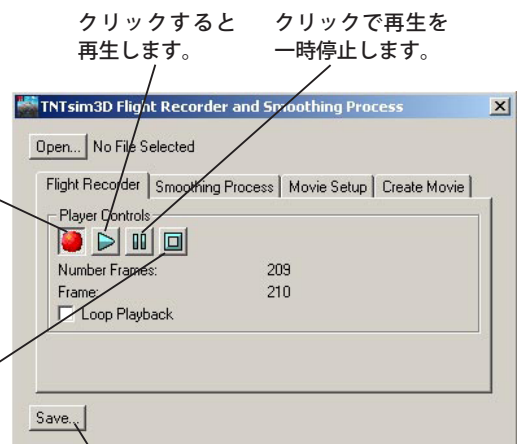 クリックすると
再生します。
クリックで再生を
一時停止します。
TNTsim3D Flight Recorder and Smoothing Process
Open... No File Selected
Flight Recorder Smoothing Process Movie Setup Create Movie
Player Controls
Number Frames: 209
Frame: 210
Loop Playback
Save...